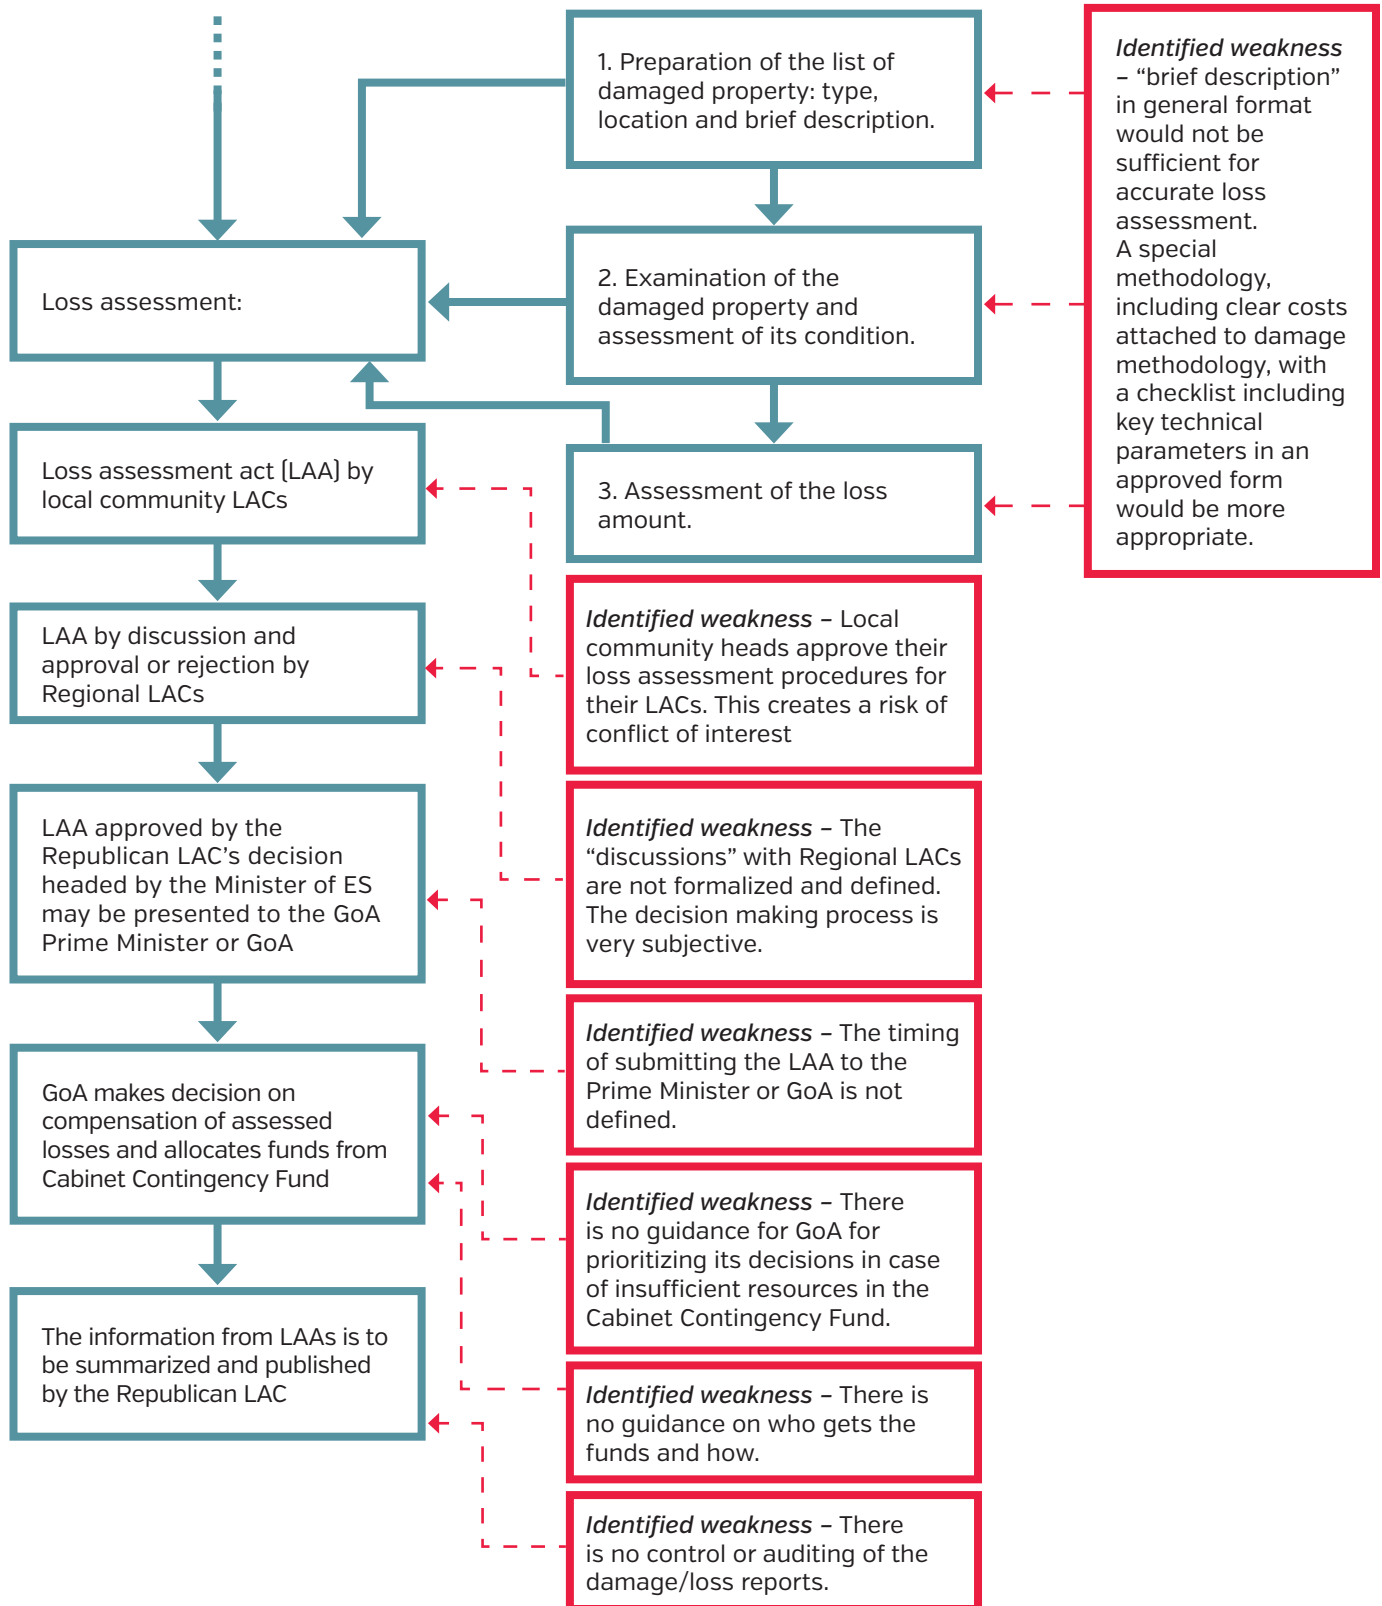 1. Preparation of the list of
damaged property: type,
location and brief description.
Identified weakness
– “brief description”
in general format
would not be
sufficient for
accurate loss
assessment.
A special
methodology,
including clear costs
attached to damage
methodology, with
a checklist including
key technical
parameters in an
approved form
would be more
appropriate.
Loss assessment:
2. Examination of the
damaged property and
assessment of its condition.
Loss assessment act (LAA) by
local community LACs
3. Assessment of the loss
amount.
LAA by discussion and
approval or rejection by
Regional LACs
Identified weakness – Local
community heads approve their
loss assessment procedures for
their LACs. This creates a risk of
conflict of interest
LAA approved by the
Republican LAC’s decision
headed by the Minister of ES
may be presented to the GoA
Prime Minister or GoA
Identified weakness – The
“discussions” with Regional LACs
are not formalized and defined.
The decision making process is
very subjective.
Identified weakness – The timing
of submitting the LAA to the
Prime Minister or GoA is not
defined.
GoA makes decision on
compensation of assessed
losses and allocates funds from
Cabinet Contingency Fund
Identified weakness – There
is no guidance for GoA for
prioritizing its decisions in case
of insufficient resources in the
Cabinet Contingency Fund.
The information from LAAs is to
be summarized and published
by the Republican LAC
Identified weakness – There is
no guidance on who gets the
funds and how.
Identified weakness – There
is no control or auditing of the
damage/loss reports.